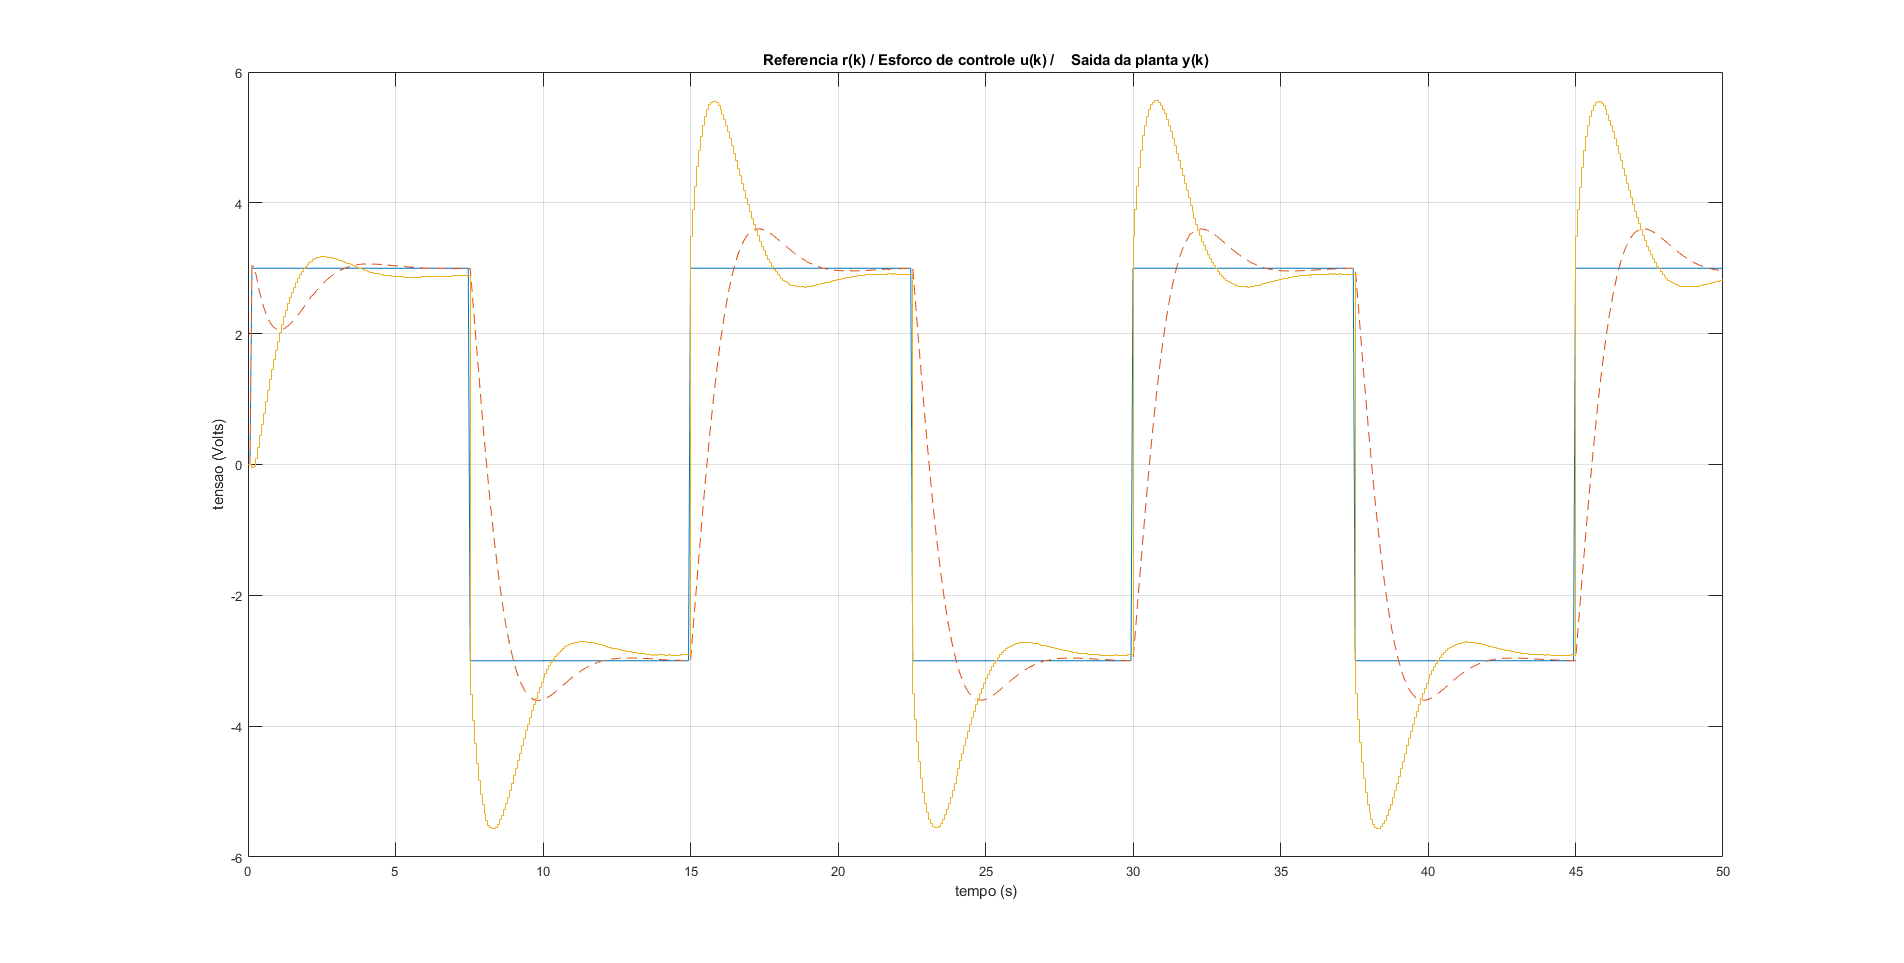 Referencia r(k) / Esforco de controle u(k) /    Saida da planta y(k)
6
4
2
0
-2
-4
-6
tensao (Volts)
0 5 10 15 20 25 30 35 40 45 50
tempo (s)